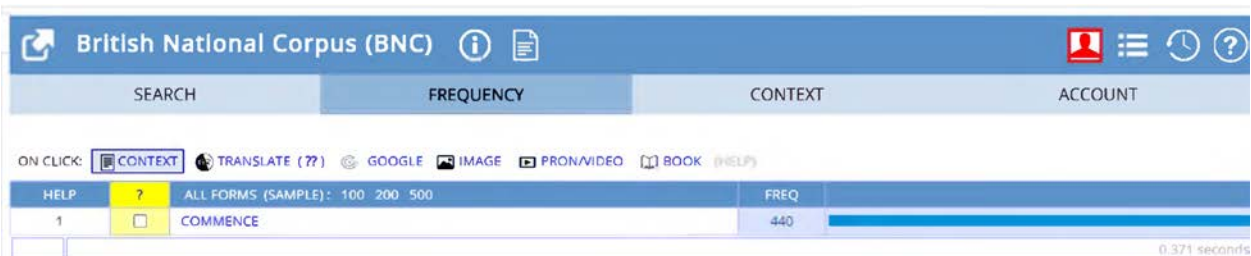 British National Corpus (BNC)
SEARCH FREQUENCY CONTEXT ACCOUNT
ON CLICK: CONTEXT TRANSLATE (??) GOOGLE IMAGE PRON/VIDEO BOOK (HELP)
HELP ? ALL FORMS (SAMPLE): 100 200 500 FREQ
1 COMMENCE 440
0.371 seconds